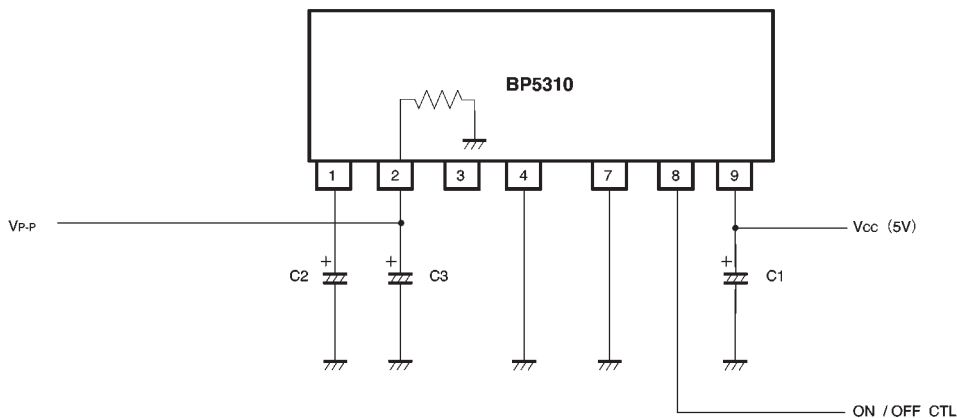 BP5310
1 2 3 4 7 8 9
VP-P
VCC (5V)
+ C2 + C3 + C1
ON / OFF CTL